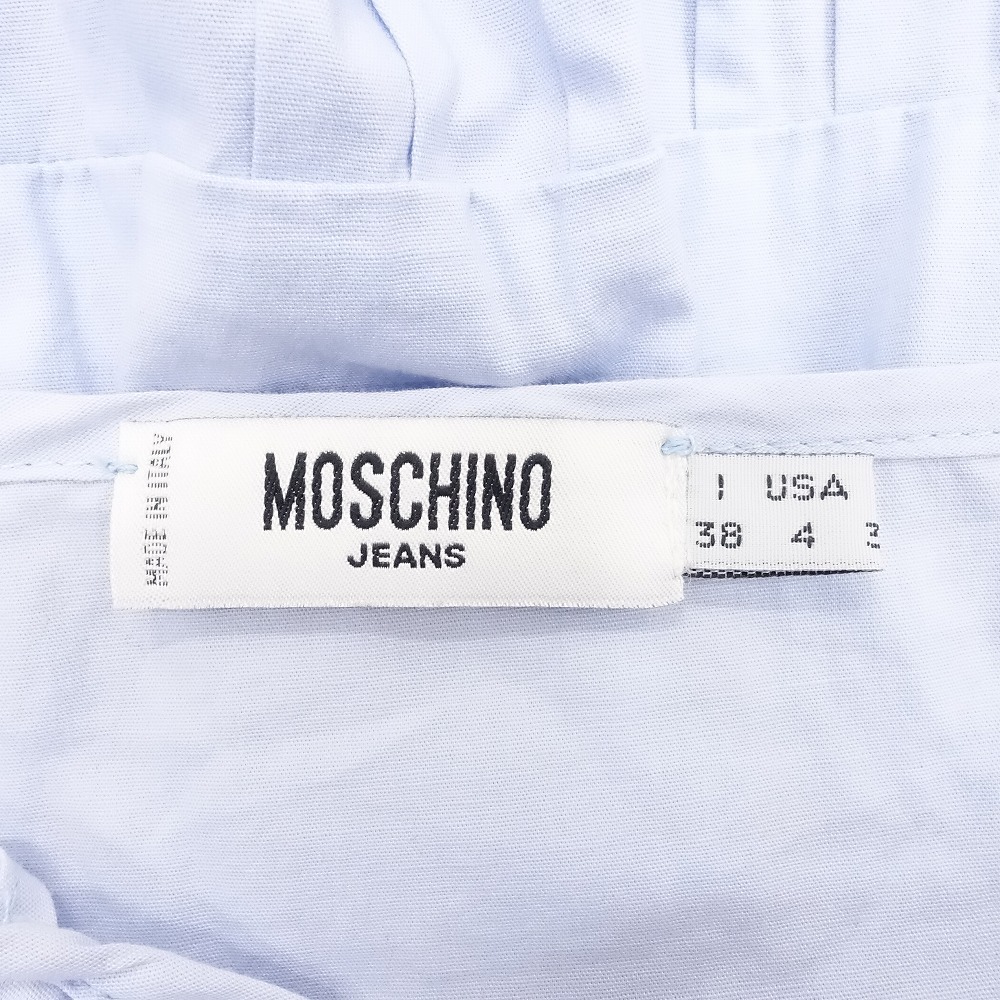 MADE IN ITALY
MOSCHINO
JEANS
I USA
38 4